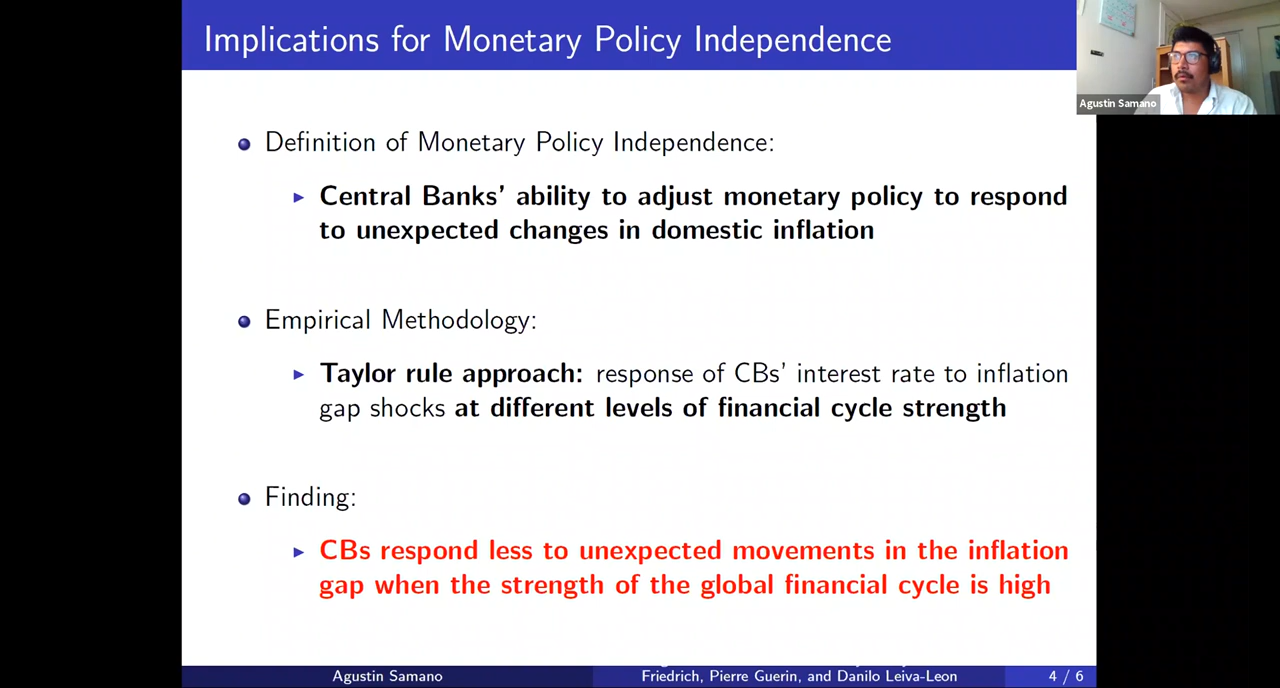 Implications for Monetary Policy Independence
Agustin Samano
Definition of Monetary Policy Independence:
Central Banks' ability to adjust monetary policy to respond
to unexpected changes in domestic inflation
Empirical Methodology:
Taylor rule approach: response of CBs' interest rate to inflation
gap shocks at different levels of financial cycle strength
Finding:
CBs respond less to unexpected movements in the inflation
gap when the strength of the global financial cycle is high
Agustin Samano
Friedrich, Pierre Guerin, and Danilo Leiva-Leon
4 / 6